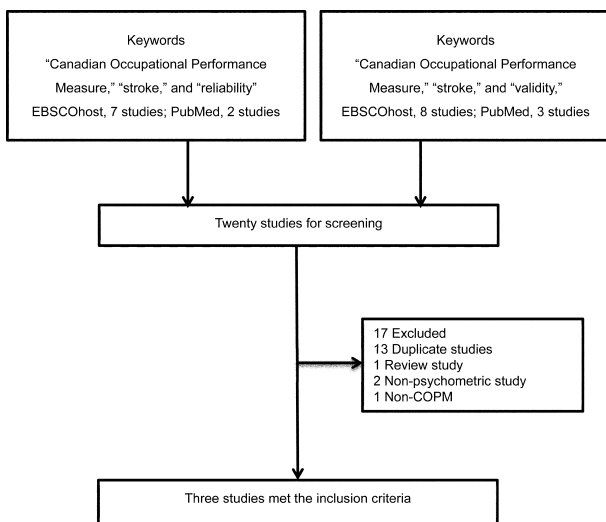 Keywords
“Canadian Occupational Performance
Measure,” “stroke,” and “reliability”
EBSCOhost, 7 studies; PubMed, 2 studies
Keywords
“Canadian Occupational Performance
Measure,” “stroke,” and “validity,”
EBSCOhost, 8 studies; PubMed, 3 studies
Twenty studies for screening
17 Excluded
13 Duplicate studies
1 Review study
2 Non-psychometric study
1 Non-COPM
Three studies met the inclusion criteria